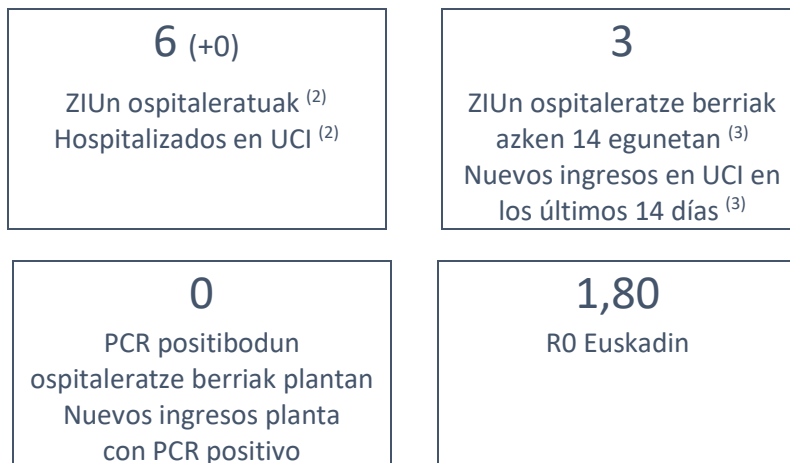 6 (+0)
ZIUn ospitaleratuak (2)
Hospitalizados en UCI (2)
3
ZIUn ospitaleratze berriak
azken 14 egunetan (3)
Nuevos ingresos en UCI en
los últimos 14 días (3)
0
PCR positibodun
ospitaleratze berriak plantan
Nuevos ingresos planta
con PCR positivo
1,80
R0 Euskadin